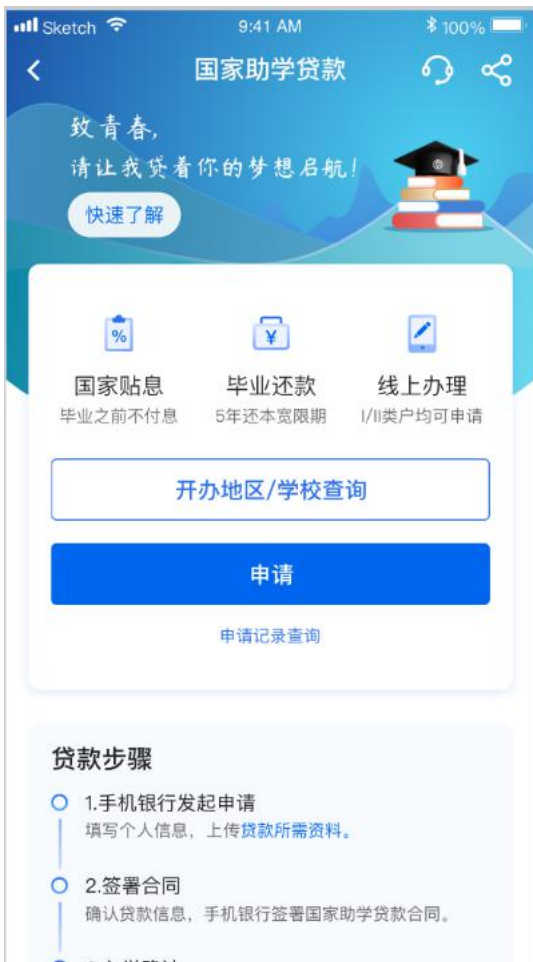 Sketch 9:41 AM 100%
国家助学贷款
致青春，
请让我贷着你的梦想启航！
快速了解
% ¥
国家贴息 毕业还款 线上办理
毕业之前不付息 5年还本宽限期 I/II类户均可申请
开办地区/学校查询
申请
申请记录查询
贷款步骤
1.手机银行发起申请
填写个人信息，上传贷款所需资料。
2.签署合同
确认贷款信息，手机银行签署国家助学贷款合同。